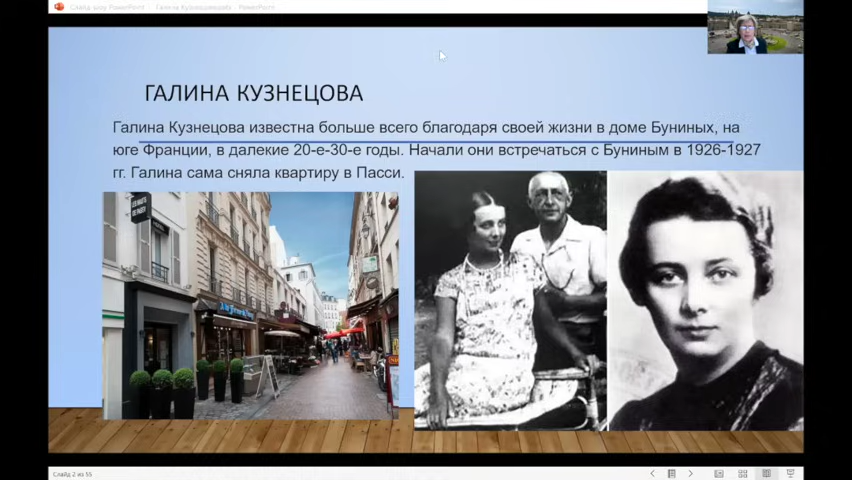 Слайд-шоу PowerPoint - Галина Кузнецова - PowerPoint
ГАЛИНА КУЗНЕЦОВА
Галина Кузнецова известна больше всего благодаря своей жизни в доме Буниных, на
юге Франции, в далекие 20-е-30-е годы. Начали они встречаться с Буниным в 1926-1927
гг. Галина сама сняла квартиру в Пасси.
Слайд 2 из 55